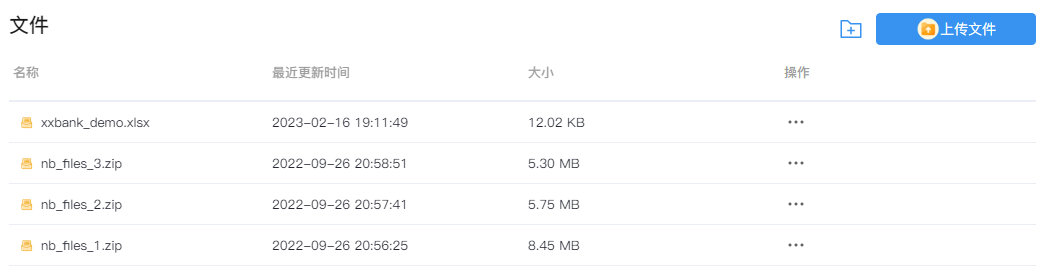 文件
上传文件
名称 最近更新时间 大小 操作
xxbank_demo.xlsx 2023-02-16 19:11:49 12.02 KB
nb_files_3.zip 2022-09-26 20:58:51 5.30 MB
nb_files_2.zip 2022-09-26 20:57:41 5.75 MB
nb_files_1.zip 2022-09-26 20:56:25 8.45 MB